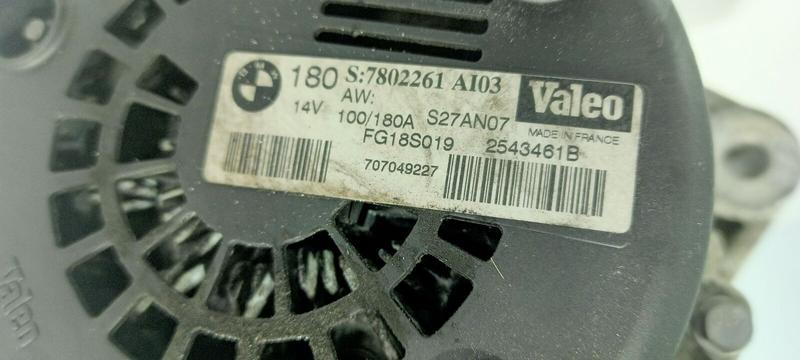 180 S:7802261 AI03
AW:
14V 100/180A S27AN07
Valeo
MADE IN FRANCE
FG18S019 2543461B
707049227
Valeo